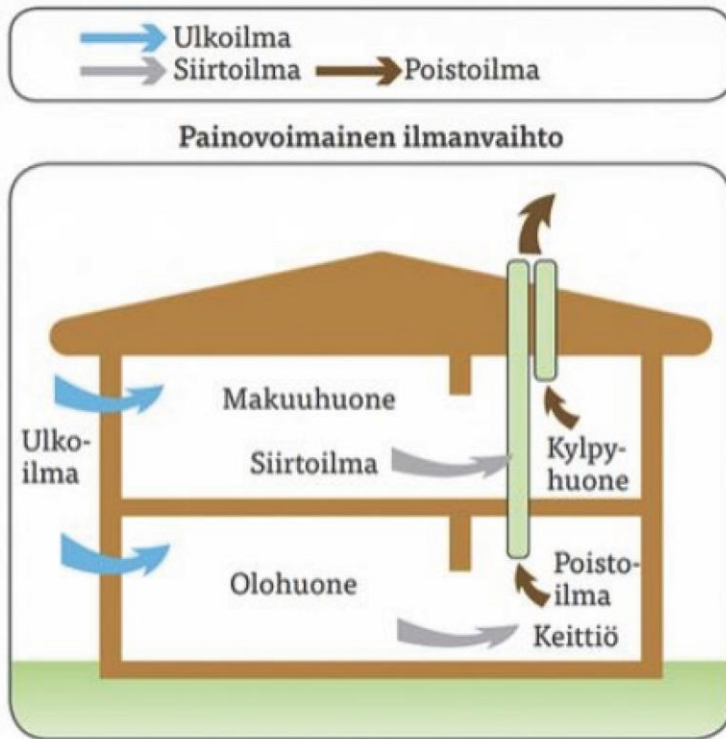 Ulkoilma
Siirtoilma Poistoilma
Painovoimainen ilmanvaihto
Makuuhuone
Ulko-
ilma
Siirtoilma
Kylpy-
huone
Olohuone
Poisto-
ilma
Keittiö